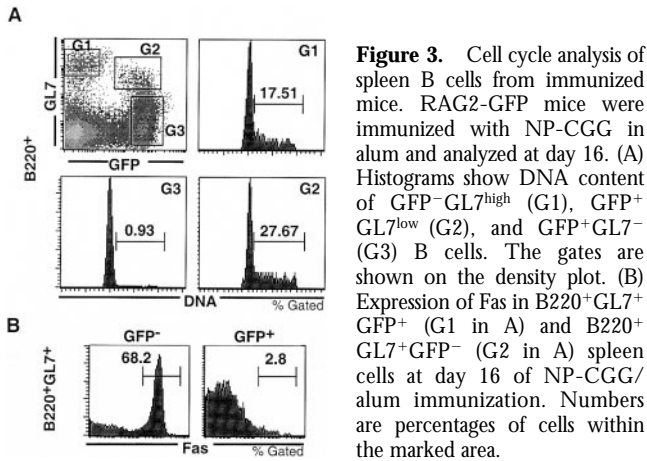 A
G1
G2
G3
GL7
B220⁺
GFP
G1
17.51
G3
0.93
G2
27.67
DNA
% Gated
B
GFP⁻
GFP⁺
68.2
2.8
B220⁺GL7⁺
Fas
% Gated
Figure 3. Cell cycle analysis of
spleen B cells from immunized
mice. RAG2-GFP mice were
immunized with NP-CGG in
alum and analyzed at day 16. (A)
Histograms show DNA content
of GFP⁻GL7ʰⁱᵍʰ (G1), GFP⁺
GL7ˡᵒʷ (G2), and GFP⁺GL7⁻
(G3) B cells. The gates are
shown on the density plot. (B)
Expression of Fas in B220⁺GL7⁺
GFP⁺ (G1 in A) and B220⁺
GL7⁺GFP⁻ (G2 in A) spleen
cells at day 16 of NP-CGG/
alum immunization. Numbers
are percentages of cells within
the marked area.